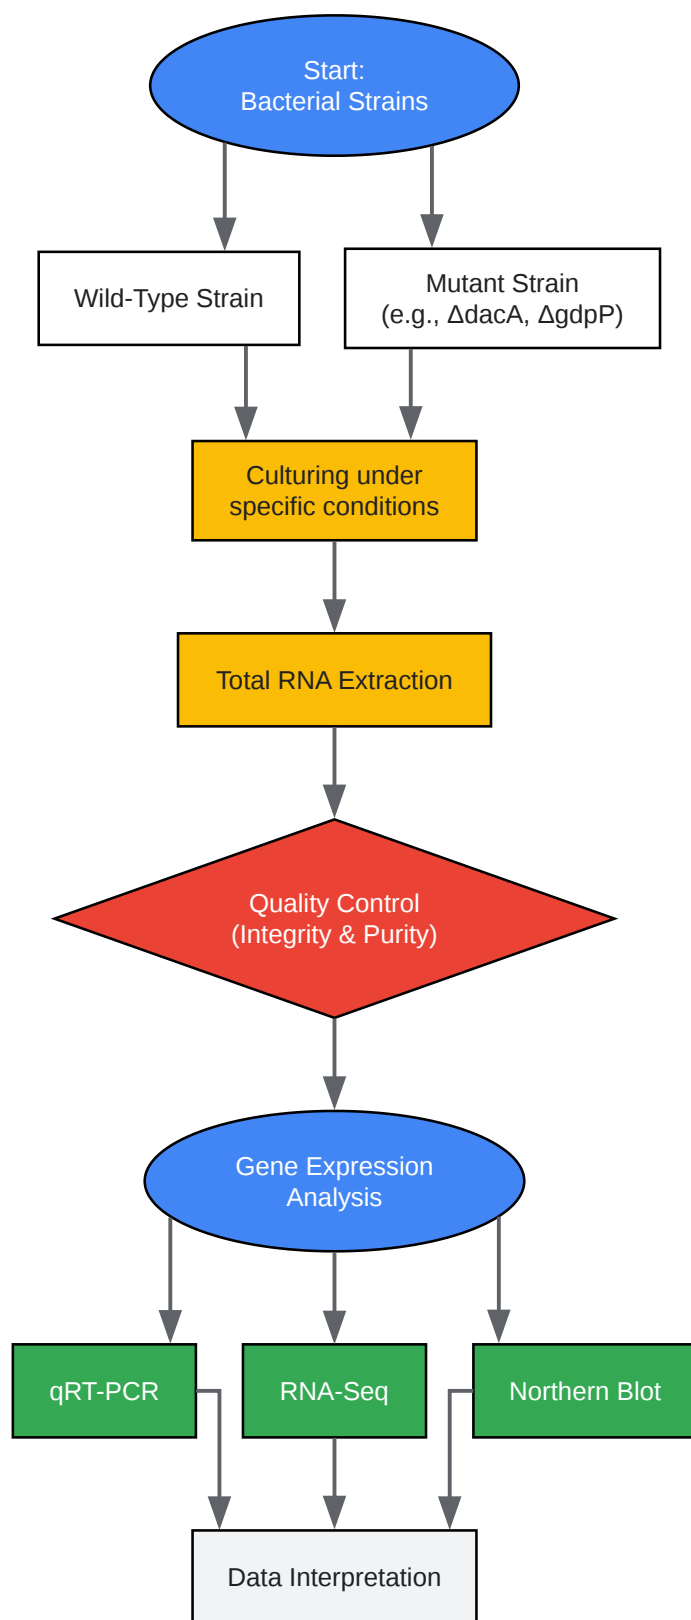 Start:
Bacterial Strains
Wild-Type Strain
Mutant Strain
(e.g., ΔdacA, ΔgdpP)
Culturing under
specific conditions
Total RNA Extraction
Quality Control
(Integrity & Purity)
Gene Expression
Analysis
qRT-PCR
RNA-Seq
Northern Blot
Data Interpretation